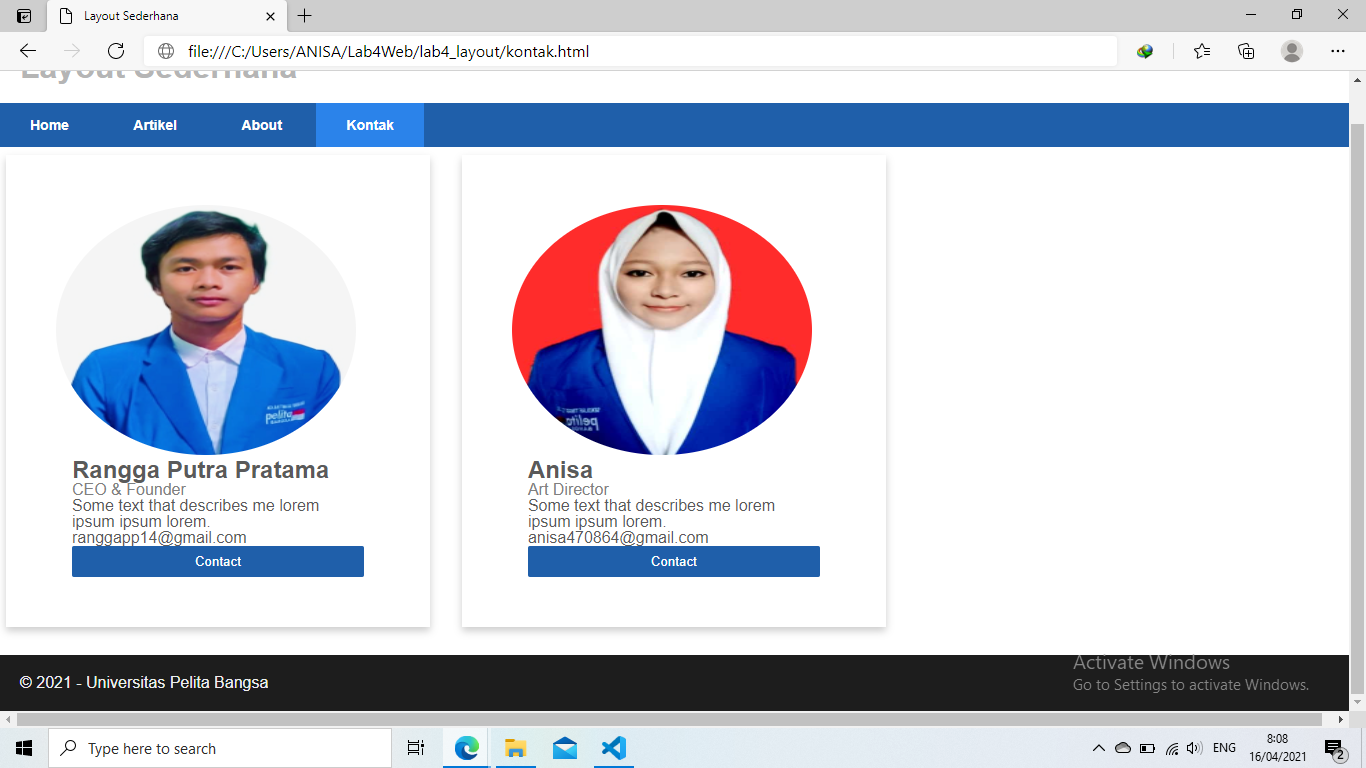 Layout Sederhana
file:///C:/Users/ANISA/Lab4Web/lab4_layout/kontak.html
Layout Sederhana
Home Artikel About Kontak
pelita
Rangga Putra Pratama
CEO & Founder
Some text that describes me lorem
ipsum ipsum lorem.
ranggapp14@gmail.com
Contact
pelita
Anisa
Art Director
Some text that describes me lorem
ipsum ipsum lorem.
anisa470864@gmail.com
Contact
© 2021 - Universitas Pelita Bangsa
Activate Windows
Go to Settings to activate Windows.
Type here to search
ENG
8:08
16/04/2021
2